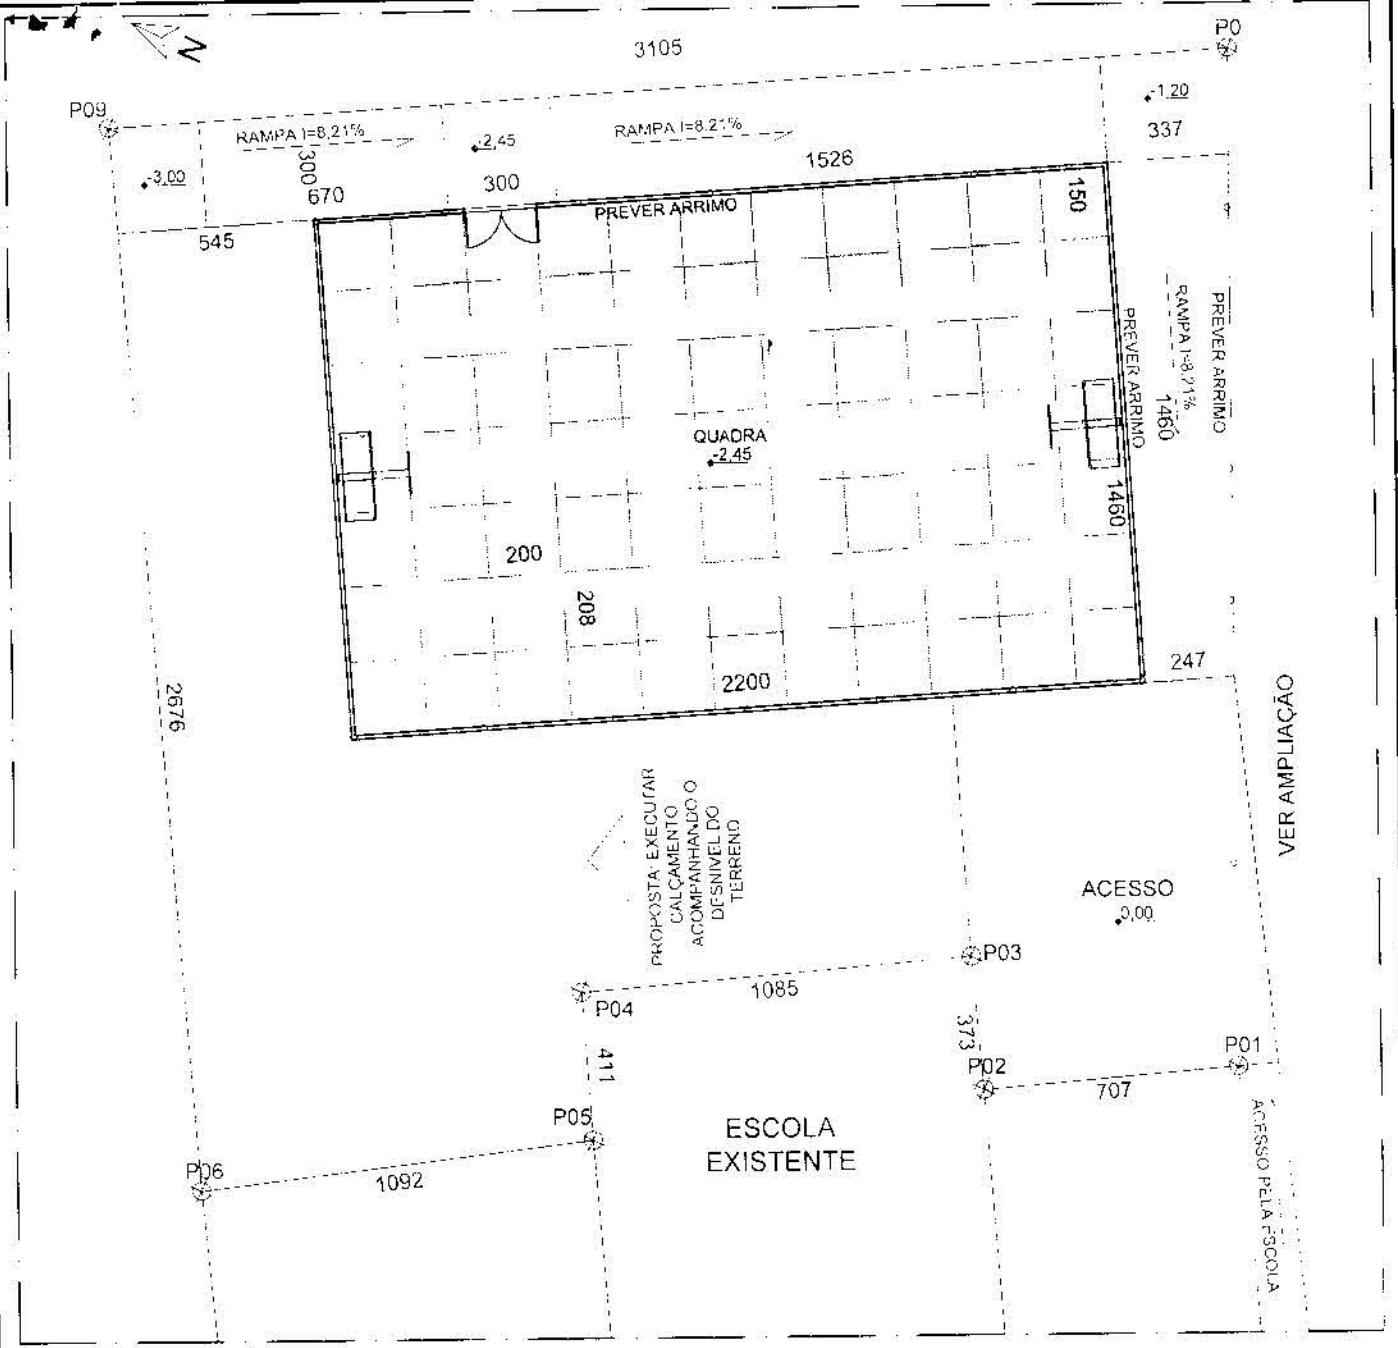 N
3105
P0
P09
-1,20
RAMPA I=8,21%
-2,45
RAMPA I=8,21%
337
1526
-3,00
300
670
300
150
PREVER ARRIMO
545
PREVER ARRIMO
RAMPA I=8,21%
1460
PREVER ARRIMO
QUADRA
-2,45
1460
200
208
2200
247
2676
VER AMPLIAÇÃO
PROPOSTA: EXECUTAR
CALÇAMENTO
ACOMPANHANDO O
DESNIVEL DO
TERRENO
ACESSO
0,00
P03
1085
P04
373
411
P01
P02
707
P05
ESCOLA
EXISTENTE
P06
1092
ACESSO PELA ESCOLA